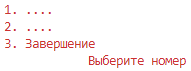 1. ....
2. ....
3. Завершение
Выберите номер